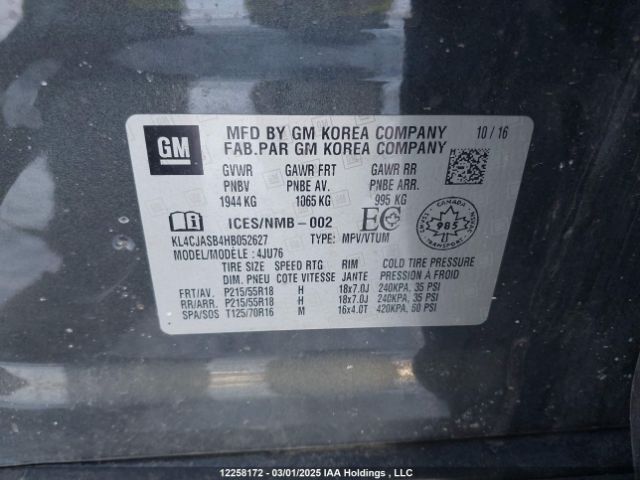 GM
MFD BY GM KOREA COMPANY 10/16
FAB.PAR GM KOREA COMPANY
GVWR GAWR FRT GAWR RR
PNBV PNBE AV. PNBE ARR.
1944 KG 1065 KG 995 KG
ICES/NMB-002 EC
CANADA
985
KL4CJASB4HB052627 TYPE: MPV/VTUM
MODEL/MODÈLE: 4JU76
TIRE SIZE SPEED RTG RIM COLD TIRE PRESSURE
DIM. PNEU COTE VITESSE JANTE PRESSION À FROID
FRT/AV. P215/55R18 H 18x7.0J 240KPA, 35 PSI
RR/ARR. P215/55R18 H 18x7.0J 240KPA, 35 PSI
SPA/SOS T125/70R16 M 16x4.0T 420KPA, 60 PSI
12258172 - 03/01/2025 IAA Holdings, LLC